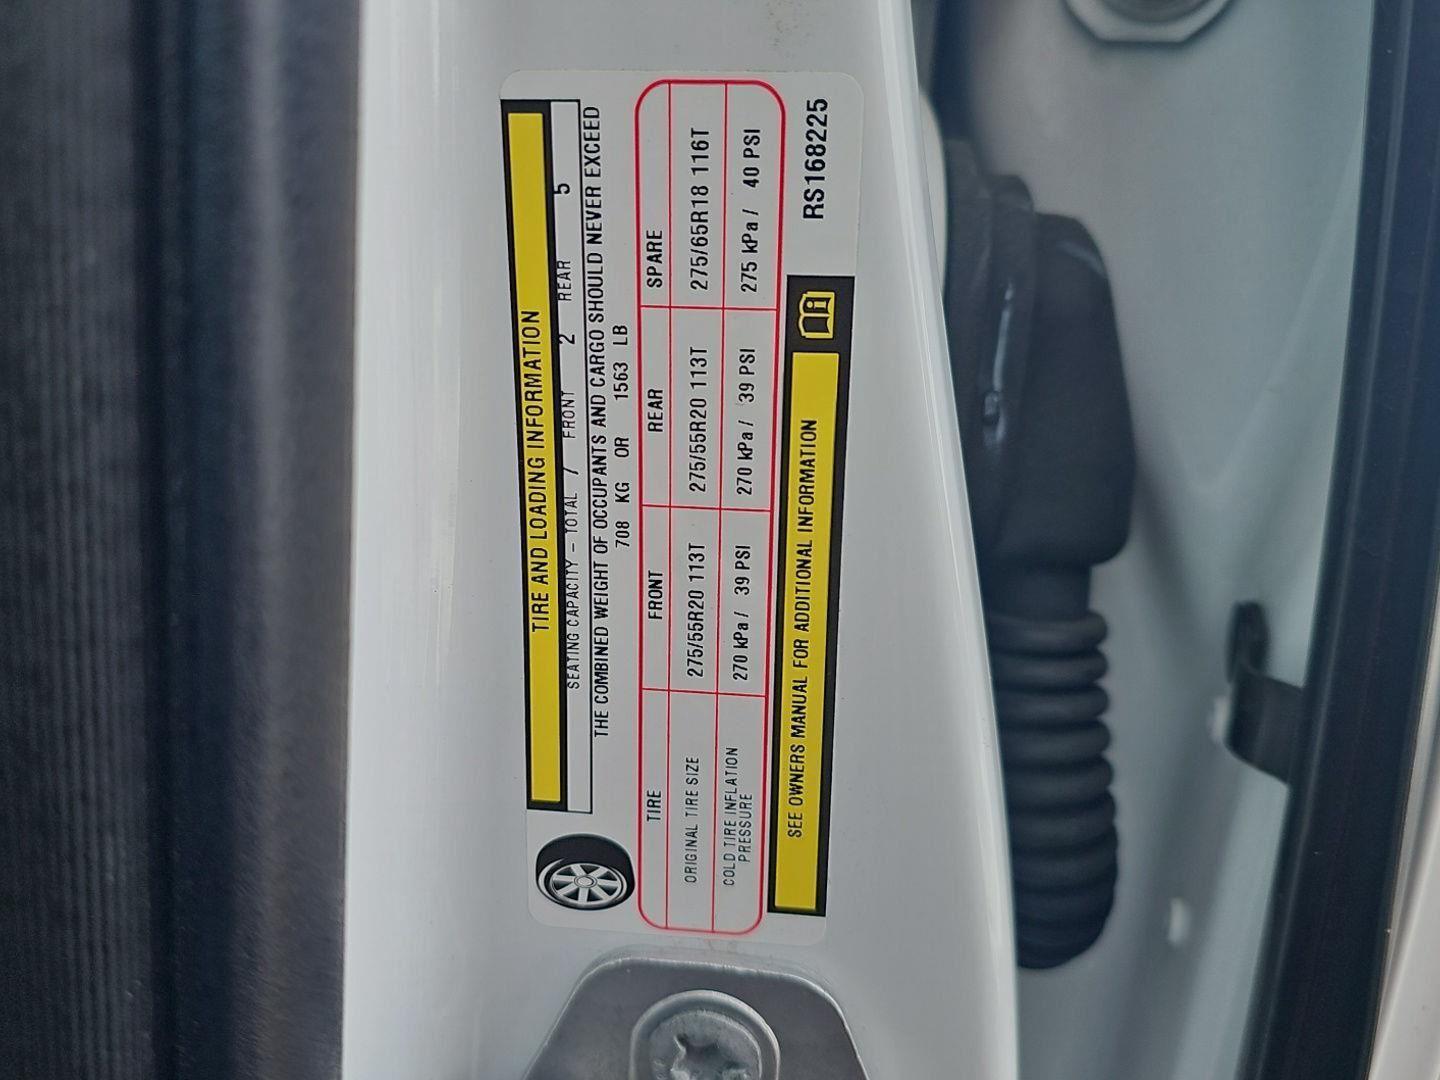 TIRE AND LOADING INFORMATION
SEATING CAPACITY – TOTAL 7 FRONT 2 REAR 5
THE COMBINED WEIGHT OF OCCUPANTS AND CARGO SHOULD NEVER EXCEED
708 KG OR 1563 LB
TIRE FRONT REAR SPARE
ORIGINAL TIRE SIZE 275/55R20 113T 275/55R20 113T 275/65R18 116T
COLD TIRE INFLATION PRESSURE 270 kPa / 39 PSI 270 kPa / 39 PSI 275 kPa / 40 PSI
SEE OWNERS MANUAL FOR ADDITIONAL INFORMATION
RS168225